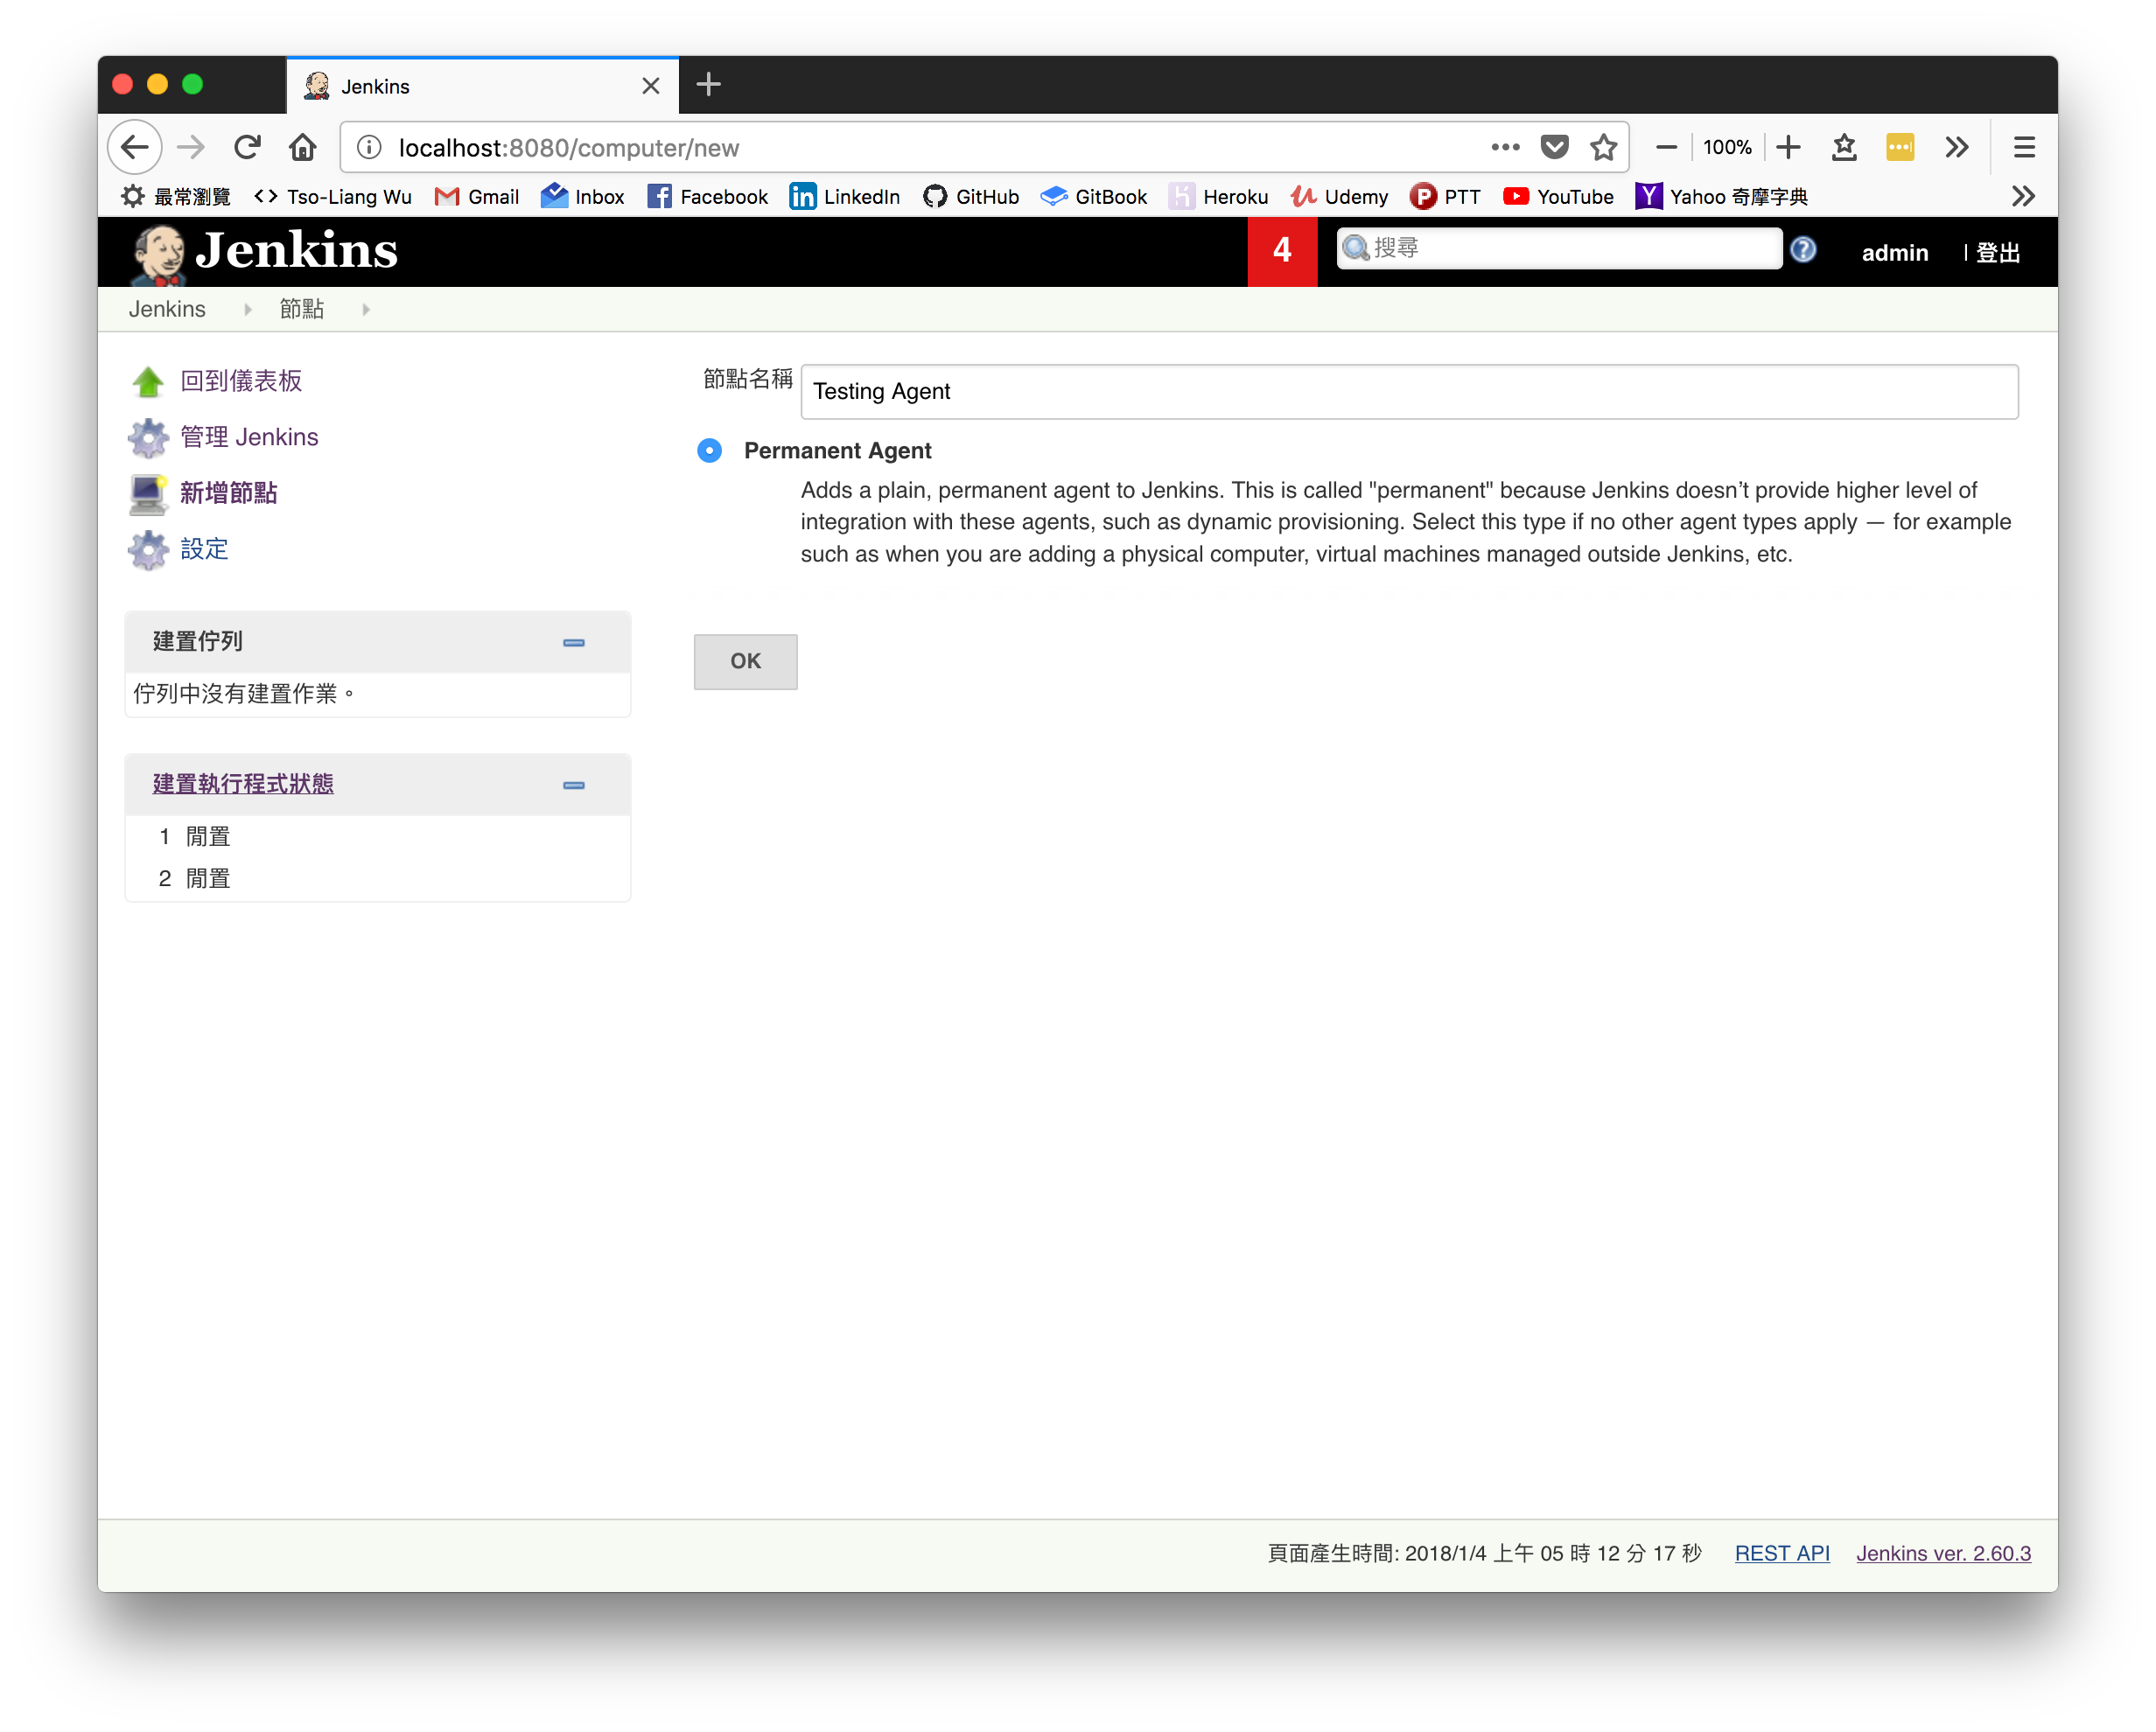 Jenkins
localhost:8080/computer/new
100%
最常瀏覽 Tso-Liang Wu Gmail Inbox Facebook LinkedIn GitHub GitBook Heroku Udemy PTT YouTube Yahoo 奇摩字典
Jenkins 4 搜尋 admin | 登出
Jenkins 節點
回到儀表板
管理 Jenkins
新增節點
設定
建置佇列
佇列中沒有建置作業。
建置執行程式狀態
1 閒置
2 閒置
節點名稱 Testing Agent
Permanent Agent
Adds a plain, permanent agent to Jenkins. This is called "permanent" because Jenkins doesn’t provide higher level of
integration with these agents, such as dynamic provisioning. Select this type if no other agent types apply — for example
such as when you are adding a physical computer, virtual machines managed outside Jenkins, etc.
OK
頁面產生時間: 2018/1/4 上午 05 時 12 分 17 秒 REST API Jenkins ver. 2.60.3